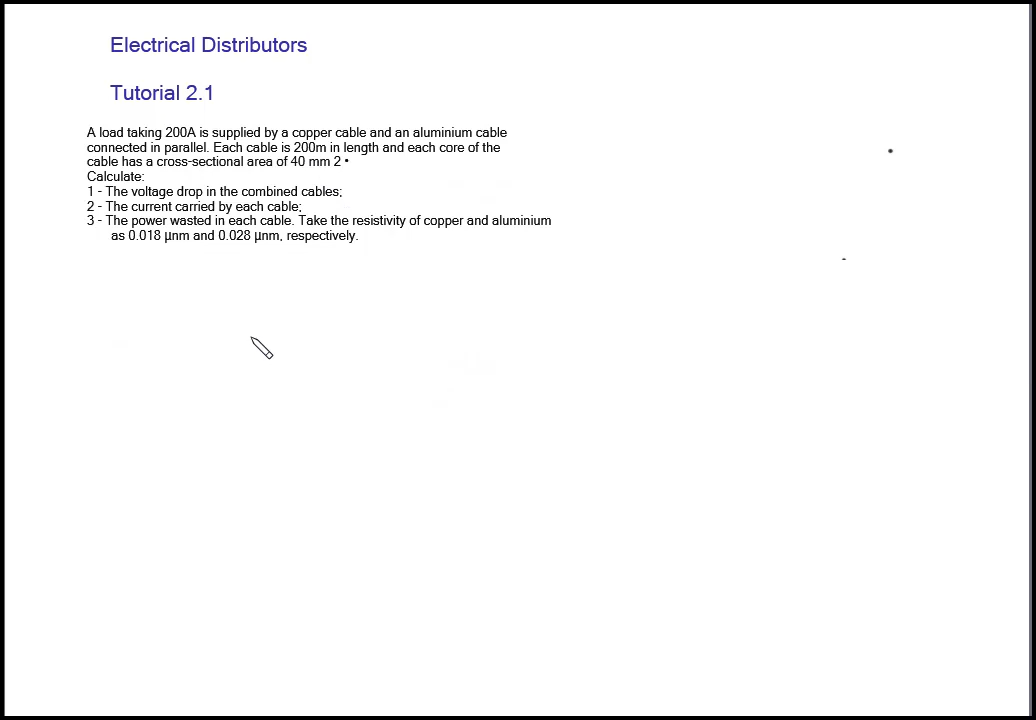 Electrical Distributors
Tutorial 2.1
A load taking 200A is supplied by a copper cable and an aluminium cable
connected in parallel. Each cable is 200m in length and each core of the
cable has a cross-sectional area of 40 mm 2 •
Calculate:
1 - The voltage drop in the combined cables;
2 - The current carried by each cable;
3 - The power wasted in each cable. Take the resistivity of copper and aluminium
as 0.018 µnm and 0.028 µnm, respectively.